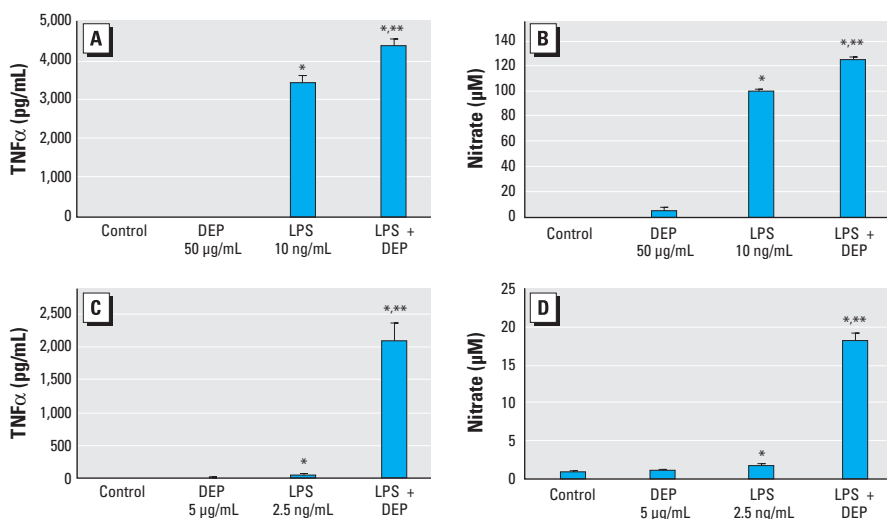 A
TNFα (pg/mL)
5,000
4,000
3,000
2,000
1,000
0
*
*,**
Control
DEP
50 µg/mL
LPS
10 ng/mL
LPS +
DEP
B
Nitrate (µM)
140
120
100
80
60
40
20
0
*
*,**
Control
DEP
50 µg/mL
LPS
10 ng/mL
LPS +
DEP
C
TNFα (pg/mL)
2,500
2,000
1,500
1,000
500
0
*
*,**
Control
DEP
5 µg/mL
LPS
2.5 ng/mL
LPS +
DEP
D
Nitrate (µM)
25
20
15
10
5
0
*
*,**
Control
DEP
5 µg/mL
LPS
2.5 ng/mL
LPS +
DEP